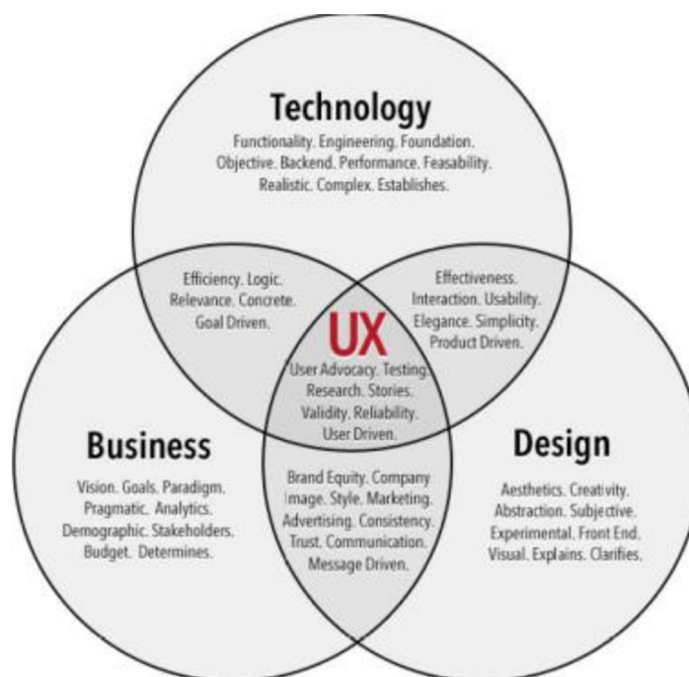 Technology
Functionality. Engineering. Foundation.
Objective. Backend. Performance. Feasability.
Realistic. Complex. Establishes.
Efficiency. Logic.
Relevance. Concrete.
Goal Driven.
Effectiveness.
Interaction. Usability.
Elegance. Simplicity.
Product Driven.
UX
User Advocacy. Testing.
Research. Stories.
Validity. Reliability.
User Driven.
Business
Vision. Goals. Paradigm.
Pragmatic. Analytics.
Demographic. Stakeholders.
Budget. Determines.
Brand Equity. Company
Image. Style. Marketing.
Advertising. Consistency.
Trust. Communication.
Message Driven.
Design
Aesthetics. Creativity.
Abstraction. Subjective.
Experimental. Front End.
Visual. Explains. Clarifies.